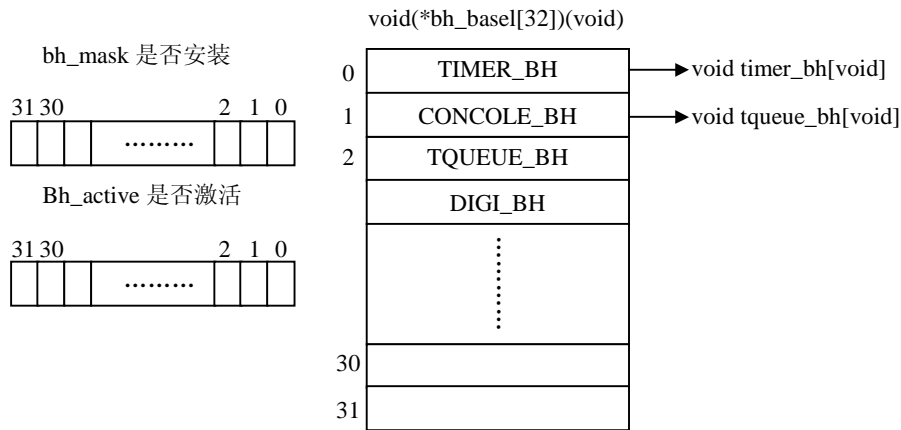 void(*bh_basel[32])(void)
bh_mask 是否安装
31 30 2 1 0
………
Bh_active 是否激活
31 30 2 1 0
………
0 TIMER_BH void timer_bh[void]
1 CONCOLE_BH void tqueue_bh[void]
2 TQUEUE_BH
DIGI_BH
30
31